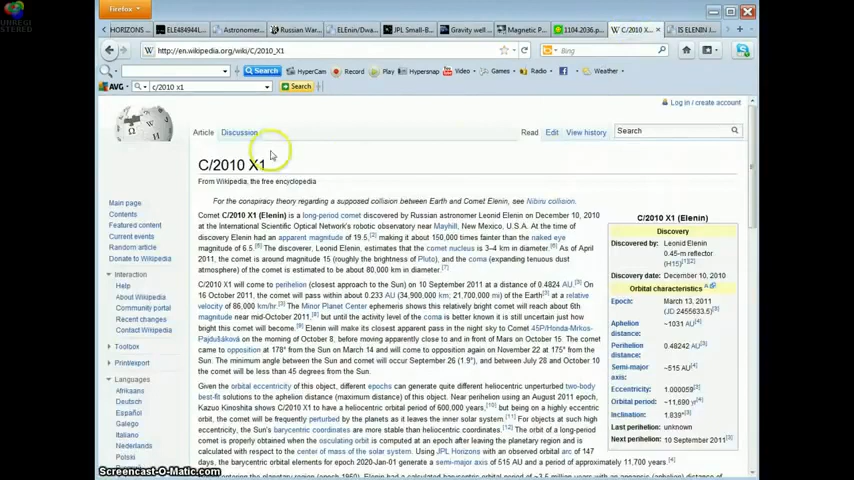 UNREGI
STERED
Firefox
HORIZONS
ELE484944L
Astronomer...
Russian War...
ELEnin/Dwa...
JPL Small-B...
Gravity well
Magnetic P...
1104.2036.p...
C/2010 X1...
IS ELENIN
http://en.wikipedia.org/wiki/C/2010_X1
Bing
Search
HyperCam
Record
Play
Hypersnap
Video
Games
Radio
Weather
AVG
c/2010 x1
Search
Log in / create account
Article
Discussion
Read
Edit
View history
Search
C/2010 X1
From Wikipedia, the free encyclopedia
Main page
Contents
Featured content
Current events
Random article
Donate to Wikipedia
Interaction
Help
About Wikipedia
Community portal
Recent changes
Contact Wikipedia
Toolbox
Print/export
Languages
Afrikaans
Deutsch
Español
Galego
Italiano
Nederlands
For the conspiracy theory regarding a supposed collision between Earth and Comet Elenin, see Nibiru collision.
Comet C/2010 X1 (Elenin) is a long-period comet discovered by Russian astronomer Leonid Elenin on December 10, 2010
at the International Scientific Optical Network's robotic observatory near Mayhill, New Mexico, U.S.A. At the time of
discovery Elenin had an apparent magnitude of 19.5,[2] making it about 150,000 times fainter than the naked eye
magnitude of 6.5.[5] The discoverer, Leonid Elenin, estimates that the comet nucleus is 3–4 km in diameter.[6] As of April
2011, the comet is around magnitude 15 (roughly the brightness of Pluto), and the coma (expanding tenuous dust
atmosphere) of the comet is estimated to be about 80,000 km in diameter.[7]
C/2010 X1 will come to perihelion (closest approach to the Sun) on 10 September 2011 at a distance of 0.4824 AU.[3] On
16 October 2011, the comet will pass within about 0.233 AU (34,900,000 km; 21,700,000 mi) of the Earth[3] at a relative
velocity of 86,000 km/hr.[3] The Minor Planet Center ephemeris shows this relatively bright comet will reach about 6th
magnitude near mid-October 2011,[8] but until the activity level of the coma is better known it is still uncertain just how
bright this comet will become.[9] Elenin will make its closest apparent pass in the night sky to Comet 45P/Honda-Mrkos-
Pajdušáková on the morning of October 8, before moving apparently close to and in front of Mars on October 15. The comet
came to opposition at 178° from the Sun on March 14 and will come to opposition again on November 22 at 175° from the
Sun. The minimum angle between the Sun and comet will occur September 26 (1.9°), and between July 28 and October 10
the comet will be less than 45 degrees from the Sun.
Given the orbital eccentricity of this object, different epochs can generate quite different heliocentric unperturbed two-body
best-fit solutions to the aphelion distance (maximum distance) of this object. Near perihelion using an August 2011 epoch,
Kazuo Kinoshita shows C/2010 X1 to have a heliocentric orbital period of 600,000 years,[10] but being on a highly eccentric
orbit, the comet will be frequently perturbed by the planets as it leaves the inner solar system.[11] For objects at such high
eccentricity, the Sun's barycentric coordinates are more stable than heliocentric coordinates.[12] The orbit of a long-period
comet is properly obtained when the osculating orbit is computed at an epoch after leaving the planetary region and is
calculated with respect to the center of mass of the solar system. Using JPL Horizons with an observed orbital arc of 147
days, the barycentric orbital elements for epoch 2020-Jan-01 generate a semi-major axis of 515 AU and a period of approximately 11,700 years.[4]
C/2010 X1 (Elenin)
Discovery
Discovered by: Leonid Elenin
0.45-m reflector
(H15)[1][2]
Discovery date: December 10, 2010
Orbital characteristics
Epoch: March 13, 2011
(JD 2455633.5)
Aphelion distance: ~1031 AU[4]
Perihelion distance: 0.48242 AU[3]
Semi-major axis: ~515 AU[4]
Eccentricity: 1.000059[3]
Orbital period: ~11,690 yr[4]
Inclination: 1.839°[3]
Last perihelion: unknown
Next perihelion: 10 September 2011[3]
Screencast-O-Matic.com